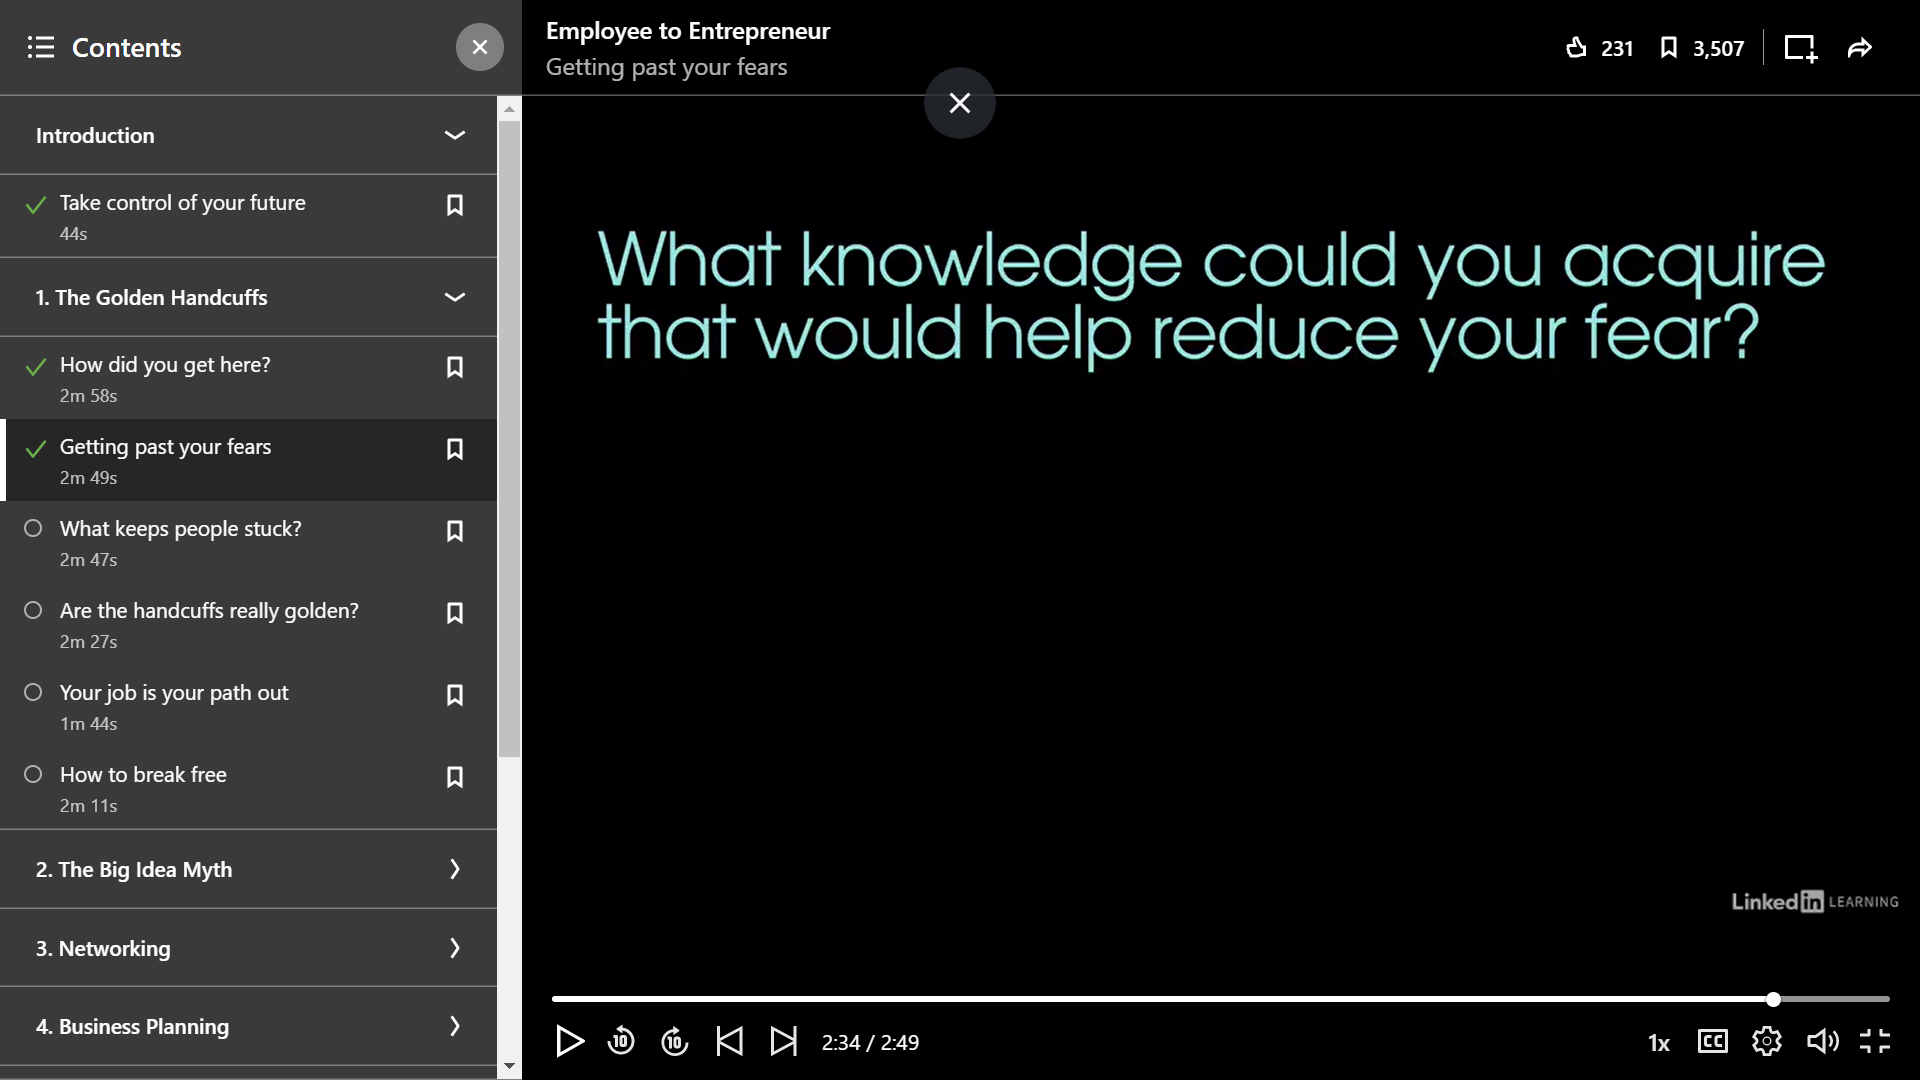 Contents
Employee to Entrepreneur
Getting past your fears
231
3,507
Introduction
Take control of your future
44s
1. The Golden Handcuffs
How did you get here?
2m 58s
Getting past your fears
2m 49s
What keeps people stuck?
2m 47s
Are the handcuffs really golden?
2m 27s
Your job is your path out
1m 44s
How to break free
2m 11s
2. The Big Idea Myth
3. Networking
4. Business Planning
What knowledge could you acquire
that would help reduce your fear?
Linked in LEARNING
10
10
2:34 / 2:49
1x
CC